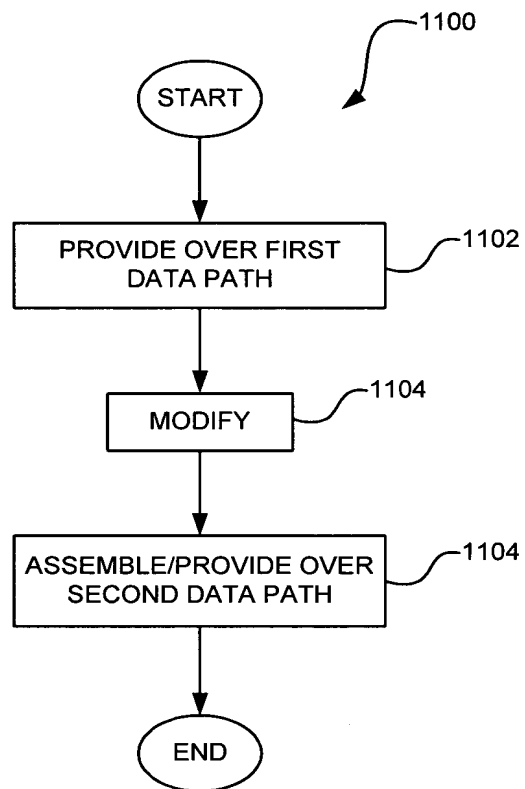 1100
START
PROVIDE OVER FIRST
DATA PATH
1102
MODIFY
1104
ASSEMBLE/PROVIDE OVER
SECOND DATA PATH
1104
END